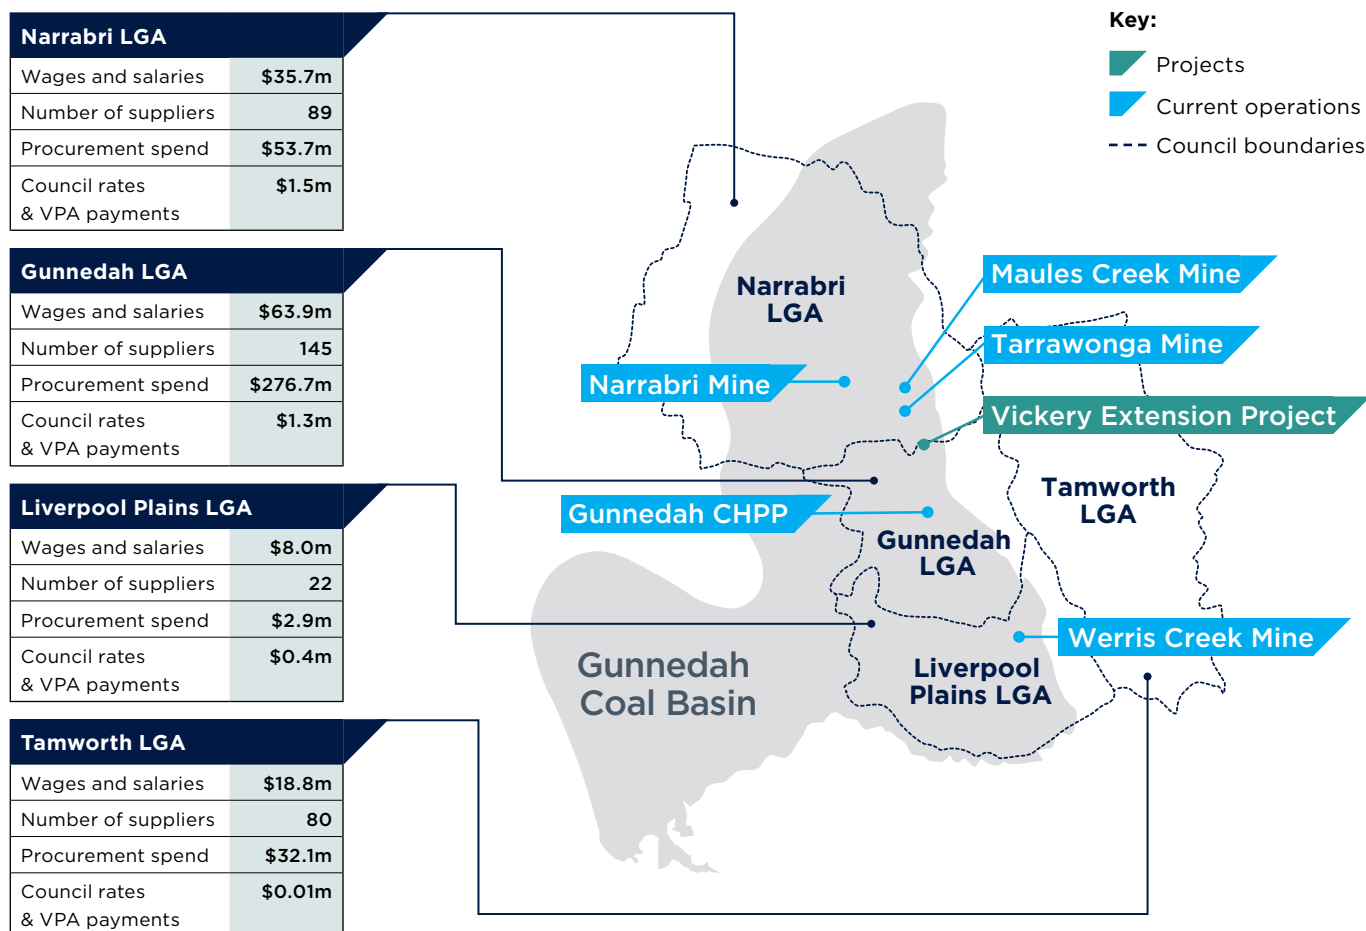 Narrabri LGA
Wages and salaries $35.7m
Number of suppliers 89
Procurement spend $53.7m
Council rates $1.5m
& VPA payments
Gunnedah LGA
Wages and salaries $63.9m
Number of suppliers 145
Procurement spend $276.7m
Council rates $1.3m
& VPA payments
Liverpool Plains LGA
Wages and salaries $8.0m
Number of suppliers 22
Procurement spend $2.9m
Council rates $0.4m
& VPA payments
Tamworth LGA
Wages and salaries $18.8m
Number of suppliers 80
Procurement spend $32.1m
Council rates $0.01m
& VPA payments
Key:
Projects
Current operations
Council boundaries
Narrabri
LGA
Maules Creek Mine
Tarrawonga Mine
Narrabri Mine
Vickery Extension Project
Tamworth
LGA
Gunnedah CHPP
Gunnedah
LGA
Werris Creek Mine
Liverpool
Plains LGA
Gunnedah
Coal Basin